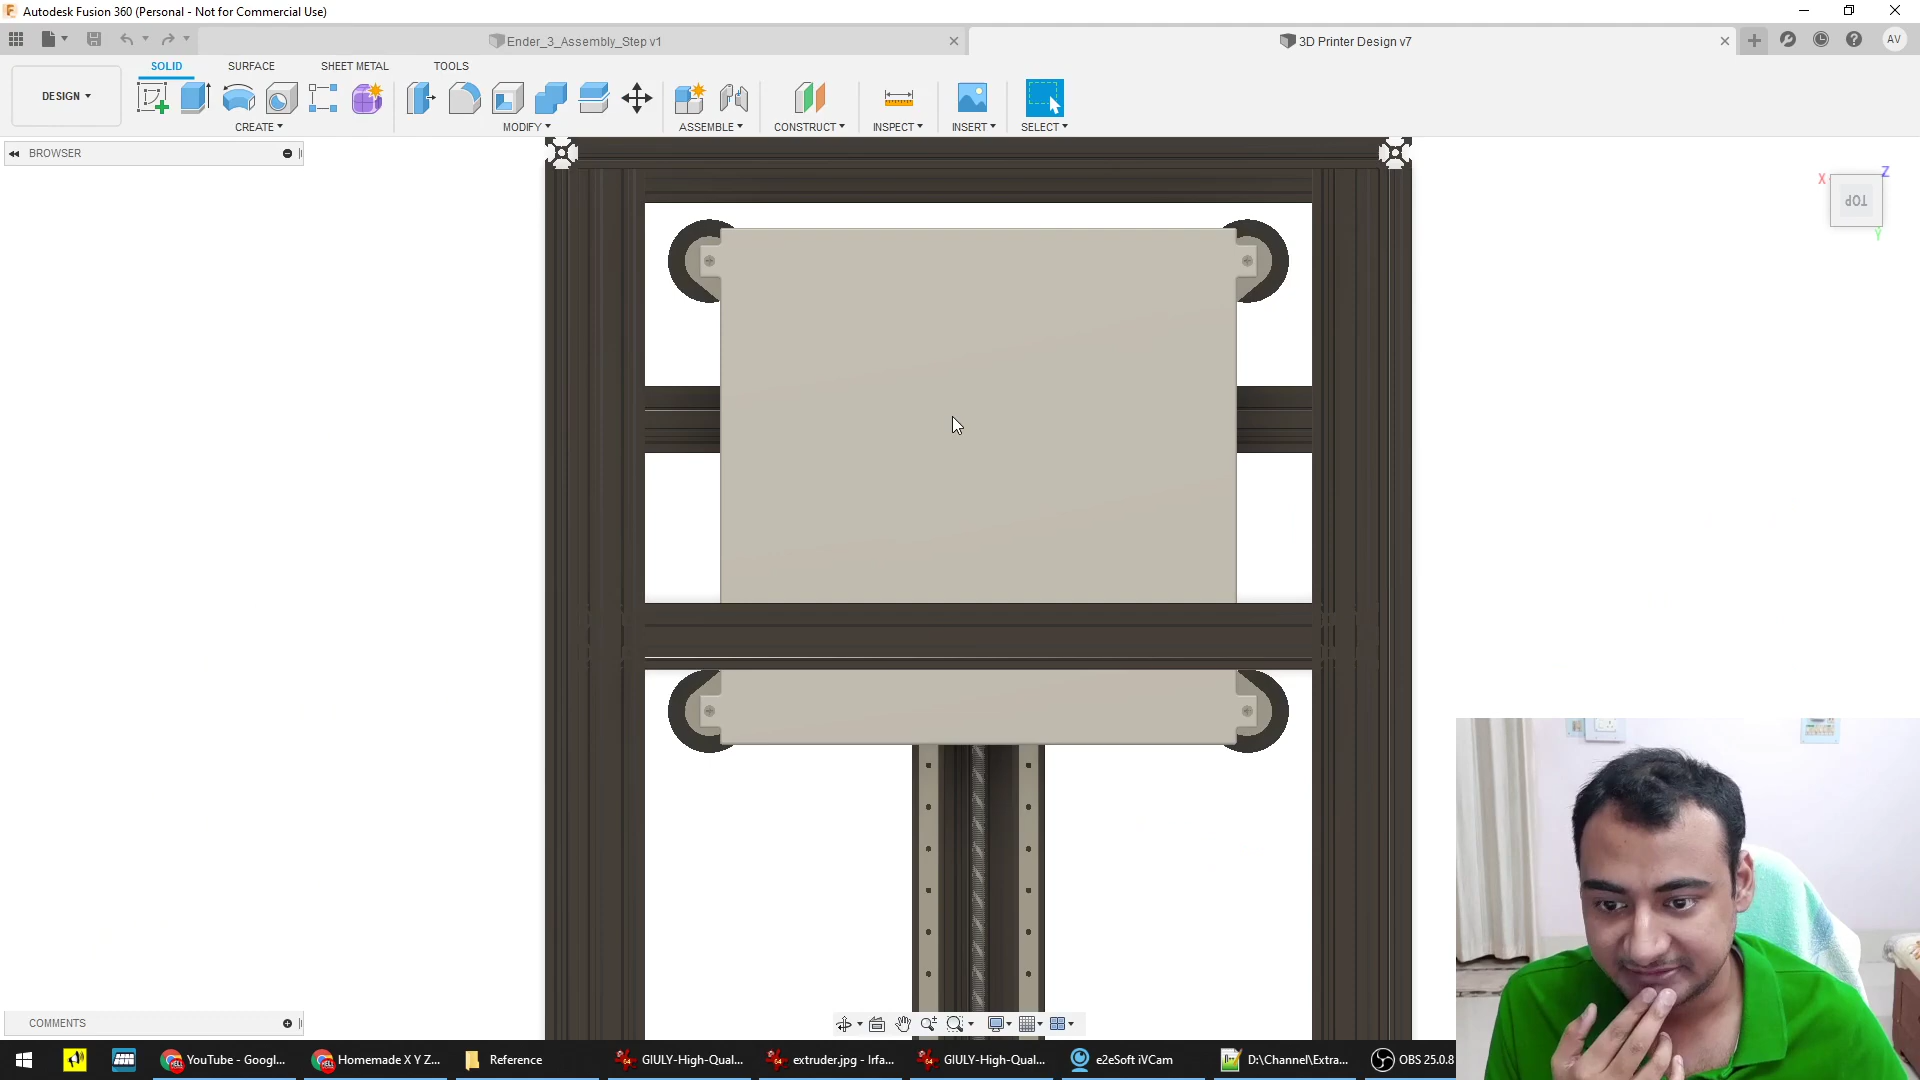 Autodesk Fusion 360 (Personal - Not for Commercial Use)
Ender_3_Assembly_Step v1
3D Printer Design v7
AV
SOLID SURFACE SHEET METAL TOOLS
DESIGN
CREATE MODIFY ASSEMBLE CONSTRUCT INSPECT INSERT SELECT
BROWSER
X Z
TOP
Y
COMMENTS
YouTube - Googl... Homemade X Y Z... Reference GIULY-High-Qual... extruder.jpg - Irfa... GIULY-High-Qual... e2eSoft iVCam D:\Channel\Extra... OBS 25.0.8